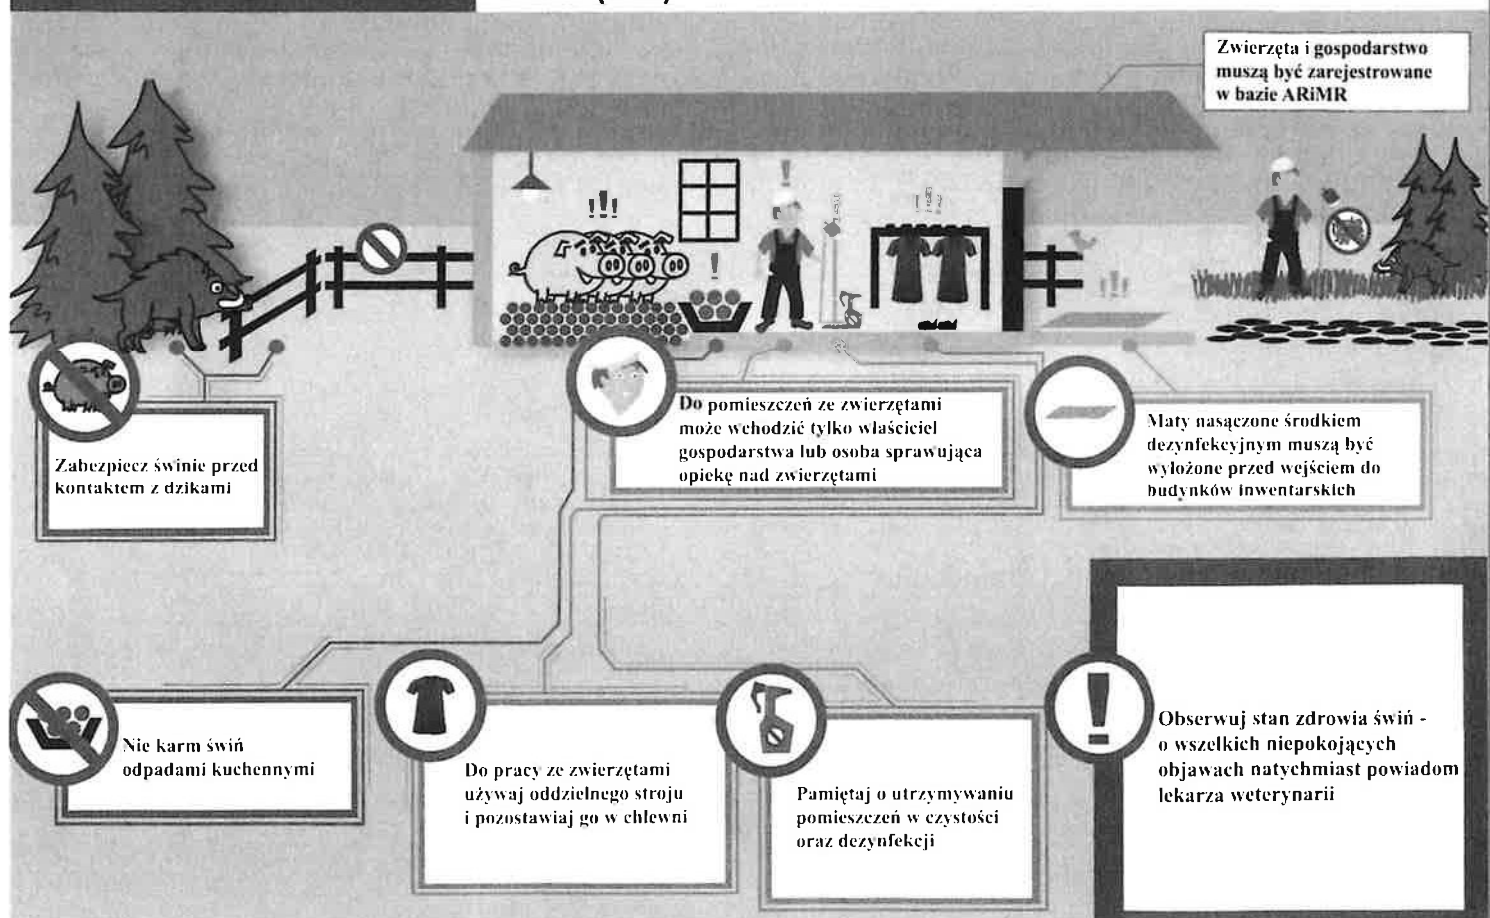 Zwierzęta i gospodarstwo
muszą być zarejestrowane
w bazie ARiMR
Zabezpiecz świnie przed
kontaktem z dzikami
Do pomieszczeń ze zwierzętami
może wchodzić tylko właściciel
gospodarstwa lub osoba sprawująca
opiekę nad zwierzętami
Maty nasączone środkiem
dezynfekcyjnym muszą być
wyłożone przed wejściem do
budynków inwentarskich
Nie karm świń
odpadami kuchennymi
Do pracy ze zwierzętami
używaj oddzielnego stroju
i pozostawiaj go w chlewni
Pamiętaj o utrzymywaniu
pomieszczeń w czystości
oraz dezynfekcji
Obserwuj stan zdrowia świń -
o wszelkich niepokojących
objawach natychmiast powiadom
lekarza weterynarii